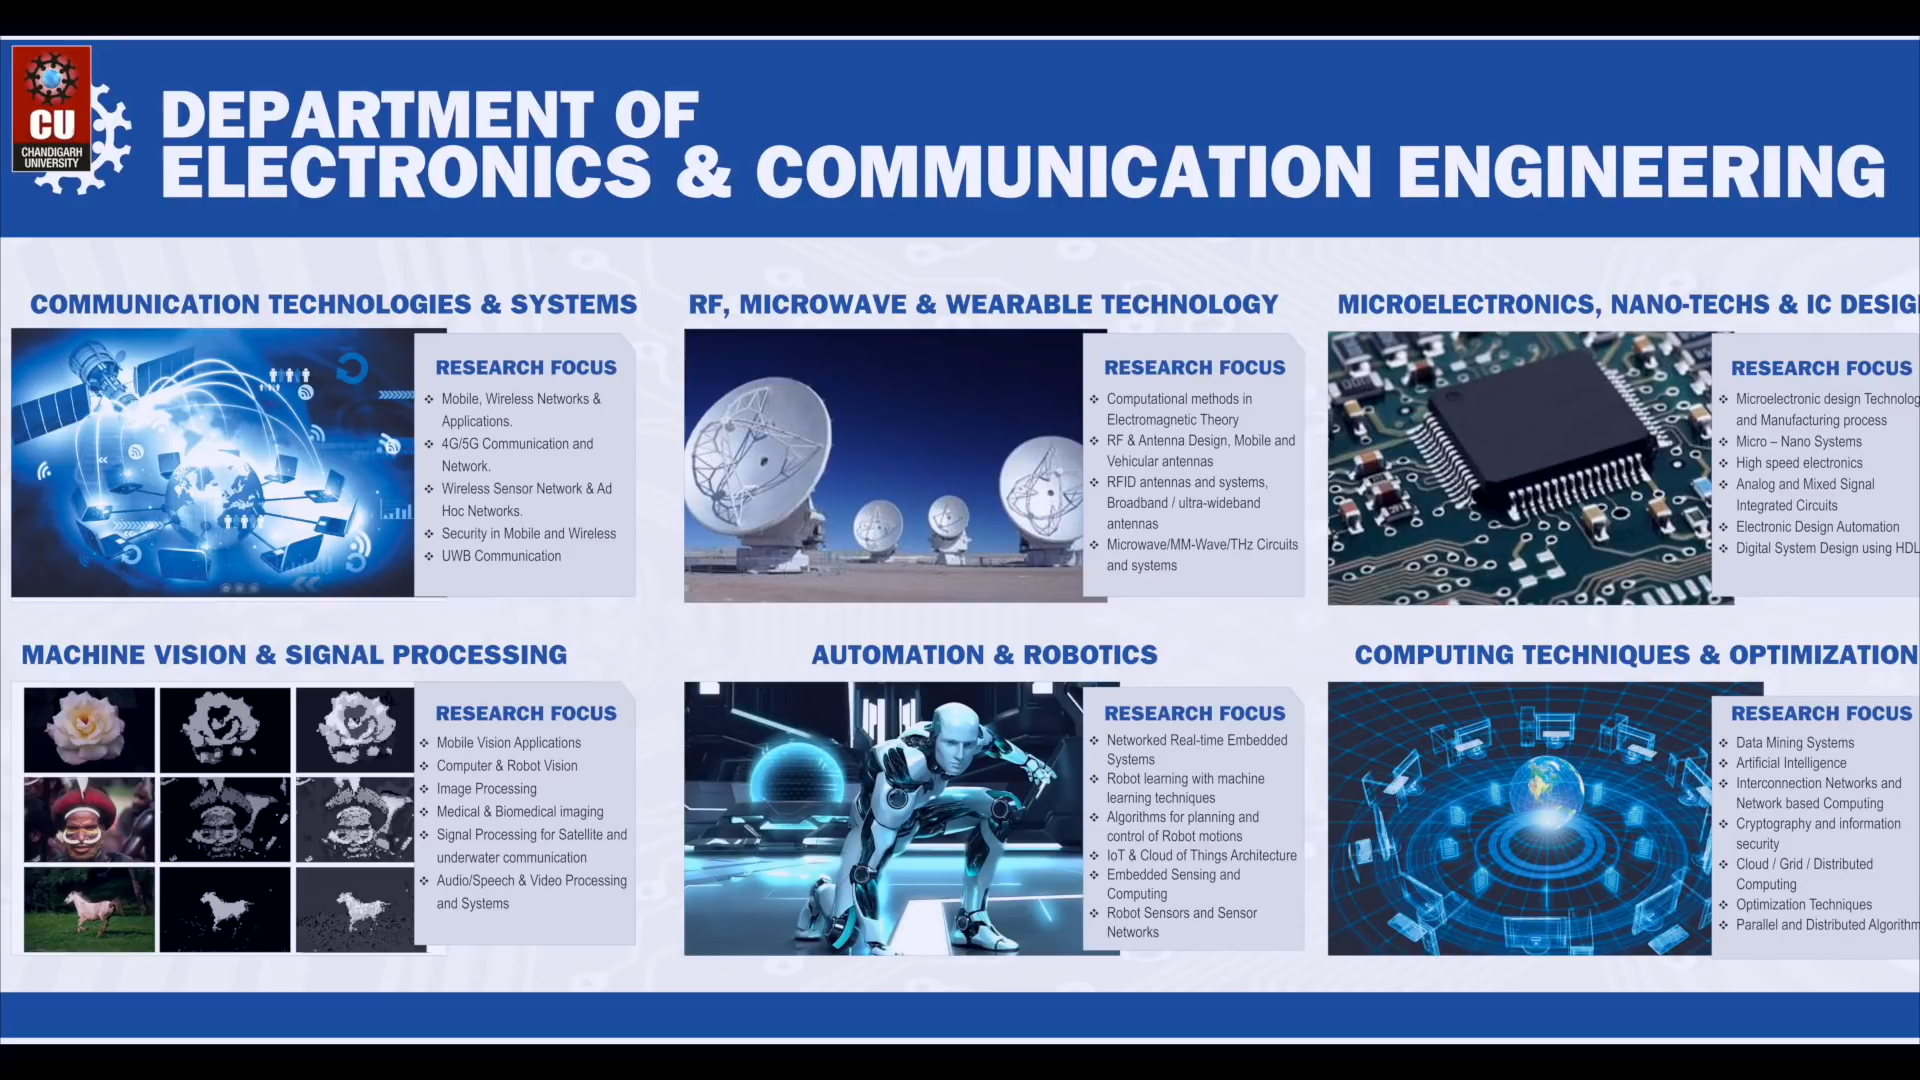 CU
CHANDIGARH
UNIVERSITY
DEPARTMENT OF
ELECTRONICS & COMMUNICATION ENGINEERING
COMMUNICATION TECHNOLOGIES & SYSTEMS
RESEARCH FOCUS
❖ Mobile, Wireless Networks &
Applications.
❖ 4G/5G Communication and
Network.
❖ Wireless Sensor Network & Ad
Hoc Networks.
❖ Security in Mobile and Wireless
❖ UWB Communication
RF, MICROWAVE & WEARABLE TECHNOLOGY
RESEARCH FOCUS
❖ Computational methods in
Electromagnetic Theory
❖ RF & Antenna Design, Mobile and
Vehicular antennas
❖ RFID antennas and systems,
Broadband / ultra-wideband
antennas
❖ Microwave/MM-Wave/THz Circuits
and systems
MICROELECTRONICS, NANO-TECHS & IC DESIG
RESEARCH FOCUS
❖ Microelectronic design Technolog
and Manufacturing process
❖ Micro – Nano Systems
❖ High speed electronics
❖ Analog and Mixed Signal
Integrated Circuits
❖ Electronic Design Automation
❖ Digital System Design using HDL
MACHINE VISION & SIGNAL PROCESSING
RESEARCH FOCUS
❖ Mobile Vision Applications
❖ Computer & Robot Vision
❖ Image Processing
❖ Medical & Biomedical imaging
❖ Signal Processing for Satellite and
underwater communication
❖ Audio/Speech & Video Processing
and Systems
AUTOMATION & ROBOTICS
RESEARCH FOCUS
❖ Networked Real-time Embedded
Systems
❖ Robot learning with machine
learning techniques
❖ Algorithms for planning and
control of Robot motions
❖ IoT & Cloud of Things Architecture
❖ Embedded Sensing and
Computing
❖ Robot Sensors and Sensor
Networks
COMPUTING TECHNIQUES & OPTIMIZATION
RESEARCH FOCUS
❖ Data Mining Systems
❖ Artificial Intelligence
❖ Interconnection Networks and
Network based Computing
❖ Cryptography and information
security
❖ Cloud / Grid / Distributed
Computing
❖ Optimization Techniques
❖ Parallel and Distributed Algorithm